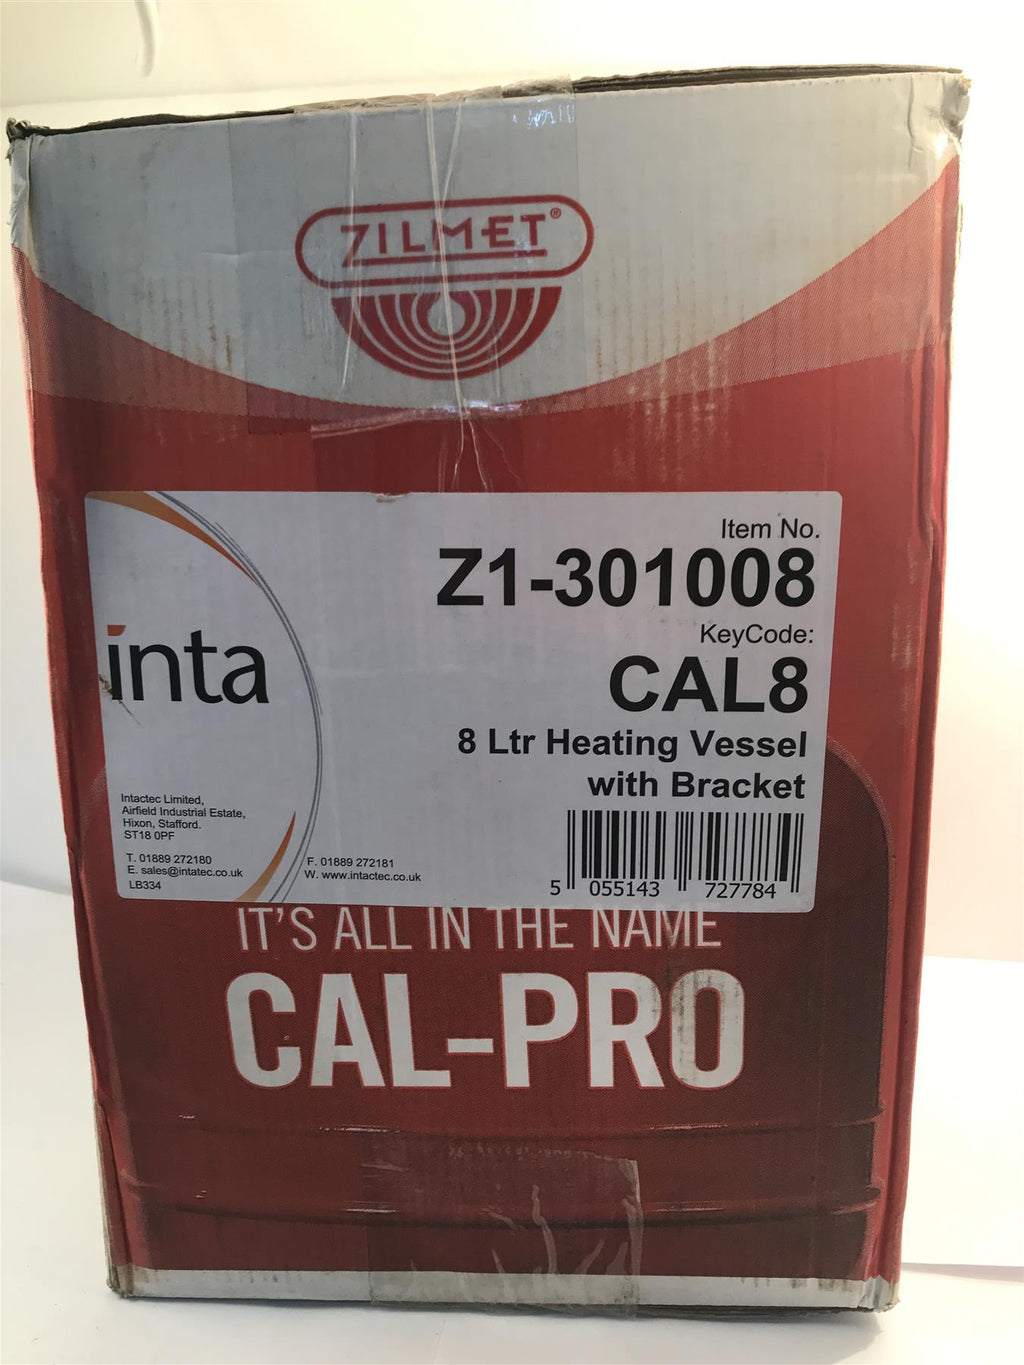 ZILMET®
Item No.
Z1-301008
KeyCode:
CAL8
8 Ltr Heating Vessel
with Bracket
inta
Intactec Limited,
Airfield Industrial Estate,
Hixon, Stafford.
ST18 0PF
T. 01889 272180
E. sales@intatec.co.uk
LB334
F. 01889 272181
W. www.intactec.co.uk
5 055143 727784
IT'S ALL IN THE NAME
CAL-PRO